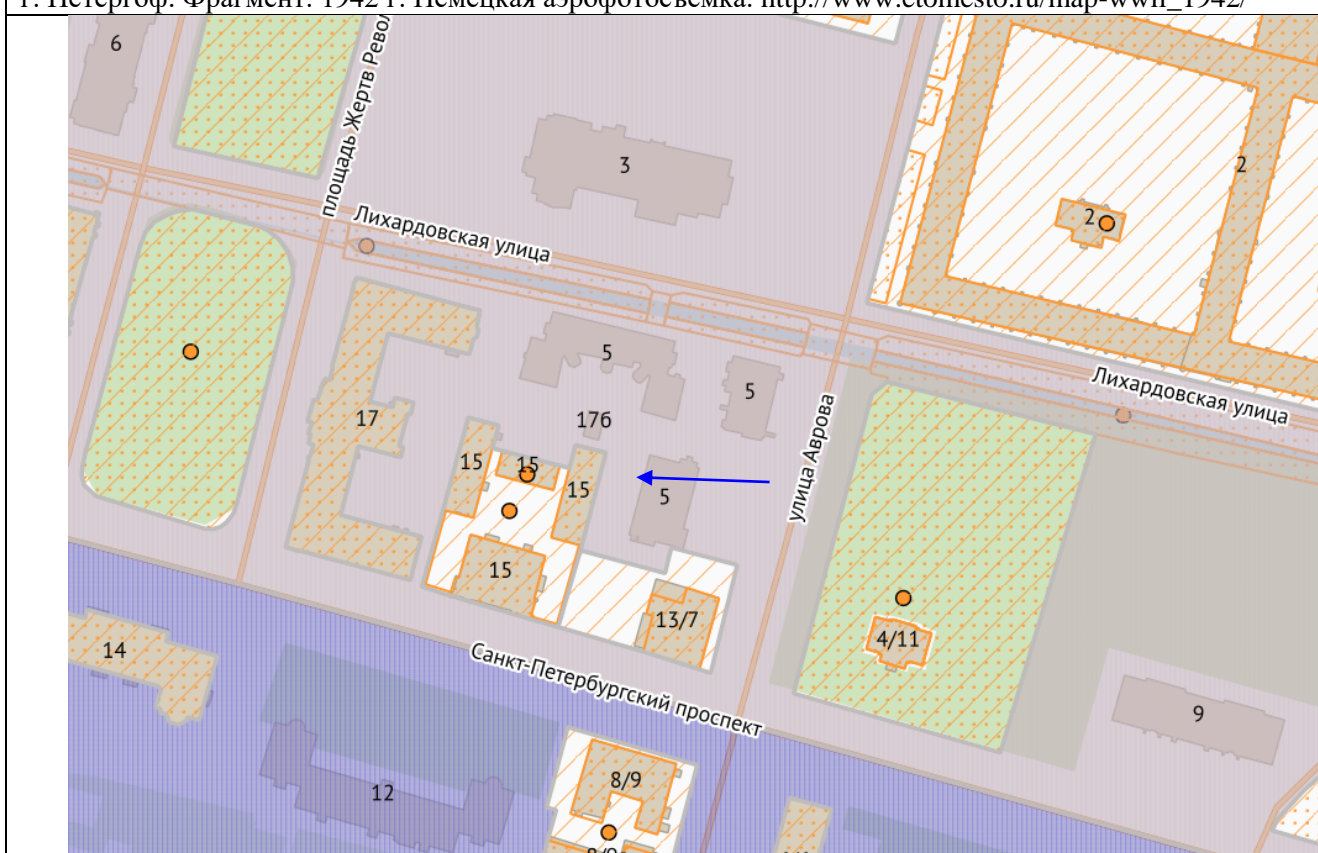 г. Петергоф. Фрагмент. 1942 г. Немецкая аэрофотосъемка. http://www.etomesto.ru/map-wwii_1942/
6
площадь Жертв Револ
3
2
2
Лихардовская улица
5
5
Лихардовская улица
17
17б
15
15
15
5
улица Аврова
15
13/7
4/11
14
Санкт-Петербургский проспект
9
12
8/9